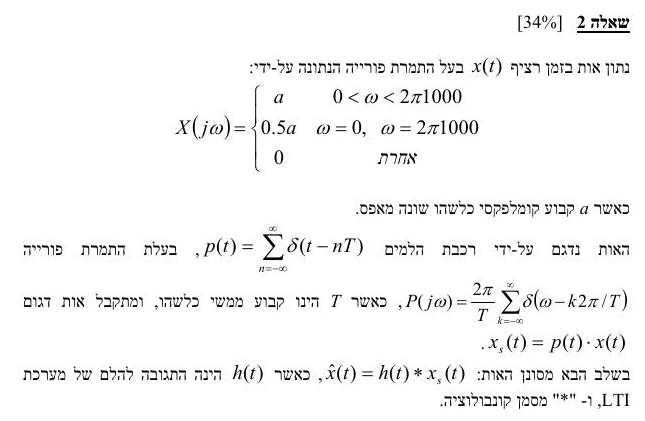 שאלה 2 [34%]
נתון אות בזמן רציף x(t) בעל התמרת פורייה הנתונה על-ידי:
a 0 < ω < 2π1000
X(jω) = { 0.5a ω = 0, ω = 2π1000
0 אחרת
כאשר a קבוע קומלפקסי כלשהו שונה מאפס.
האות נדגם על-ידי רכבת הלמים p(t) = ∑_{n=-∞}^{∞} δ(t − nT), בעלת התמרת פורייה
P(jω) = 2π/T ∑_{k=-∞}^{∞} δ(ω − k2π/T), כאשר T הינו קבוע ממשי כלשהו, ומתקבל אות דגום
x_s(t) = p(t)·x(t).
בשלב הבא מסונן האות: x̂(t) = h(t) * x_s(t), כאשר h(t) הינה התגובה להלם של מערכת
LTI, ו- "*" מסמן קונבולוציה.